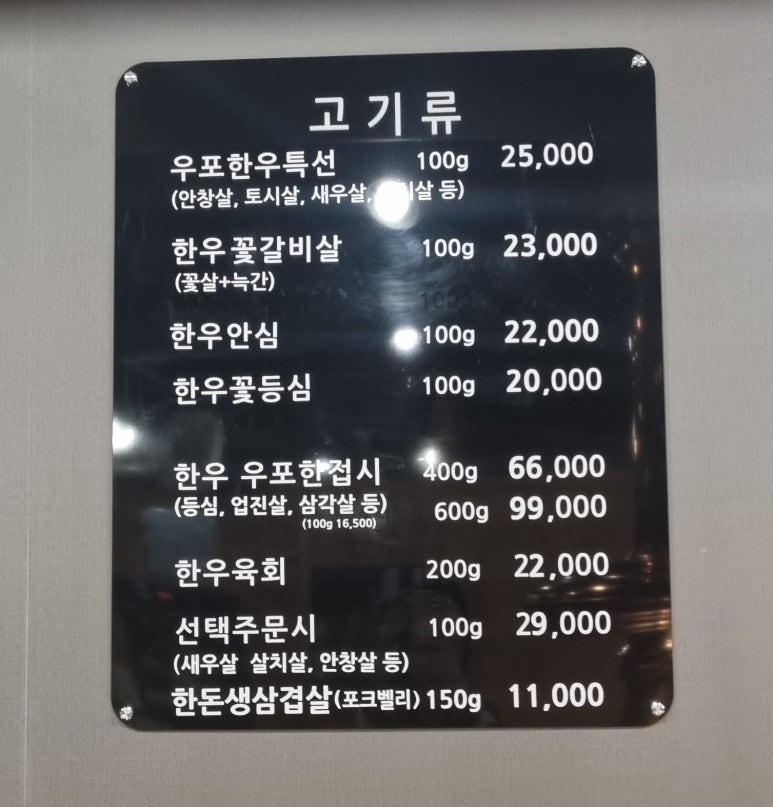 고기류
우포한우특선 100g 25,000
(안창살, 토시살, 새우살, 등)
한우꽃갈비살 100g 23,000
(꽃살+늑간)
한우안심 100g 22,000
한우꽃등심 100g 20,000
한우 우포한접시 400g 66,000
(등심, 업진살, 삼각살 등) 600g 99,000
(100g 16,500)
한우육회 200g 22,000
선택주문시 100g 29,000
(새우살 살치살, 안창살 등)
한돈생삼겹살(포크벨리) 150g 11,000